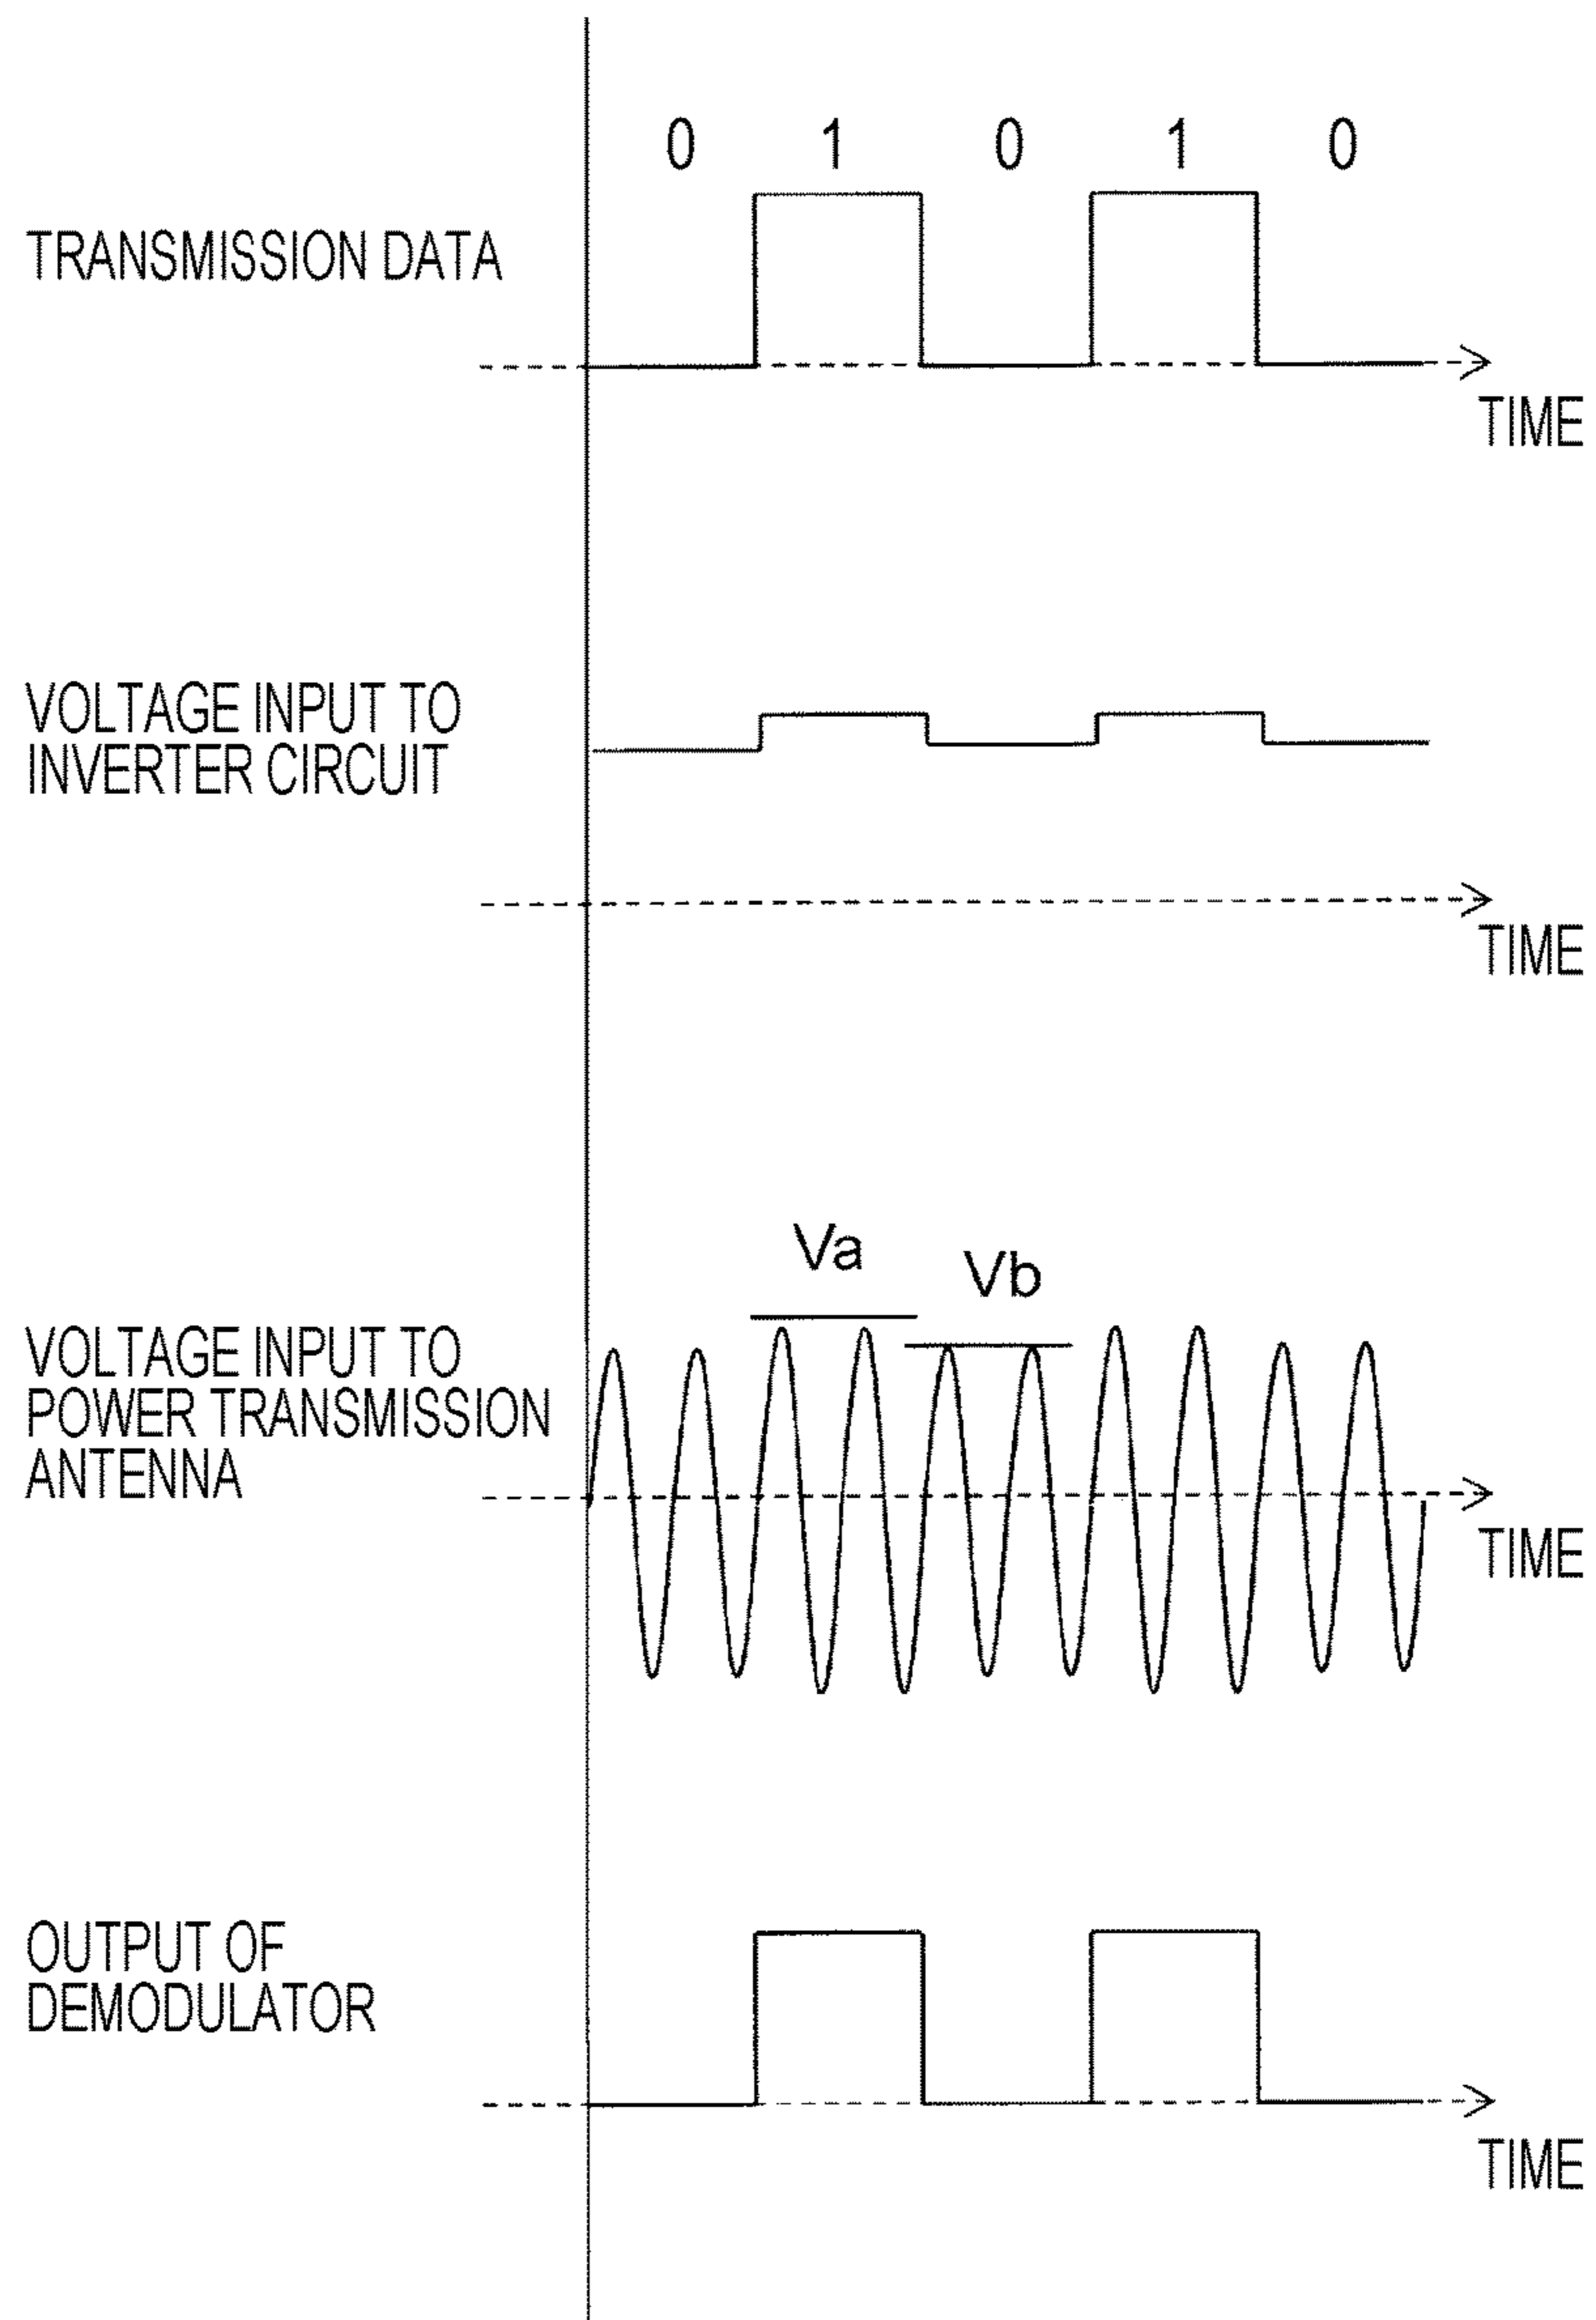 0 1 0 1 0
TRANSMISSION DATA
TIME
VOLTAGE INPUT TO
INVERTER CIRCUIT
TIME
Va
Vb
VOLTAGE INPUT TO
POWER TRANSMISSION
ANTENNA
TIME
OUTPUT OF
DEMODULATOR
TIME